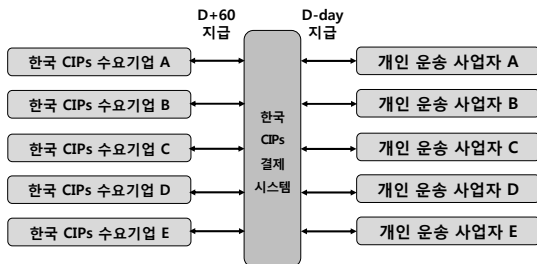 D+60
지급
D-day
지급
한국 CIPs 수요기업 A
한국 CIPs 수요기업 B
한국 CIPs 수요기업 C
한국 CIPs 수요기업 D
한국 CIPs 수요기업 E
한국
CIPs
결제
시스템
개인 운송 사업자 A
개인 운송 사업자 B
개인 운송 사업자 C
개인 운송 사업자 D
개인 운송 사업자 E